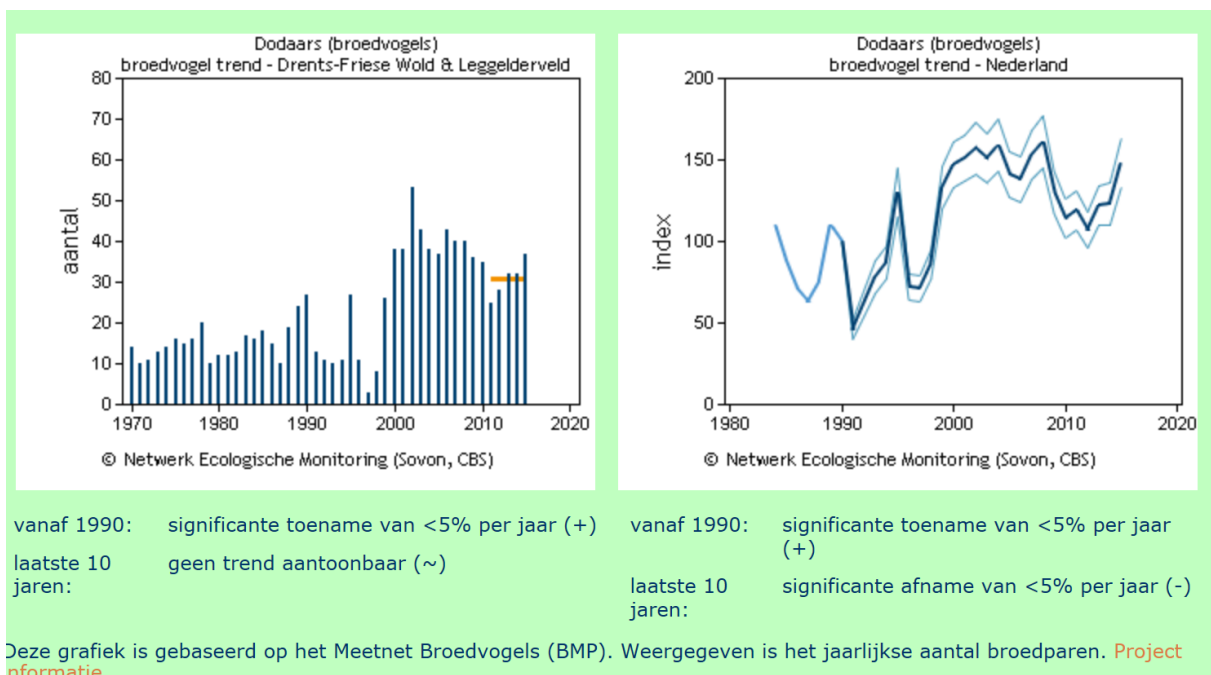 Dodaars (broedvogels)
broedvogel trend - Drents-Friese Wold & Leggelderveld
80
70
60
50
40
30
20
10
0
aantal
1970
1980
1990
2000
2010
2020
© Netwerk Ecologische Monitoring (Sovon, CBS)
Dodaars (broedvogels)
broedvogel trend - Nederland
200
150
100
50
0
index
1980
1990
2000
2010
2020
© Netwerk Ecologische Monitoring (Sovon, CBS)
vanaf 1990: significante toename van <5% per jaar (+)
laatste 10 geen trend aantoonbaar (~)
jaren:
vanaf 1990: significante toename van <5% per jaar
(+)
laatste 10 significante afname van <5% per jaar (-)
jaren:
Deze grafiek is gebaseerd op het Meetnet Broedvogels (BMP). Weergegeven is het jaarlijkse aantal broedparen. Project
nformatie.